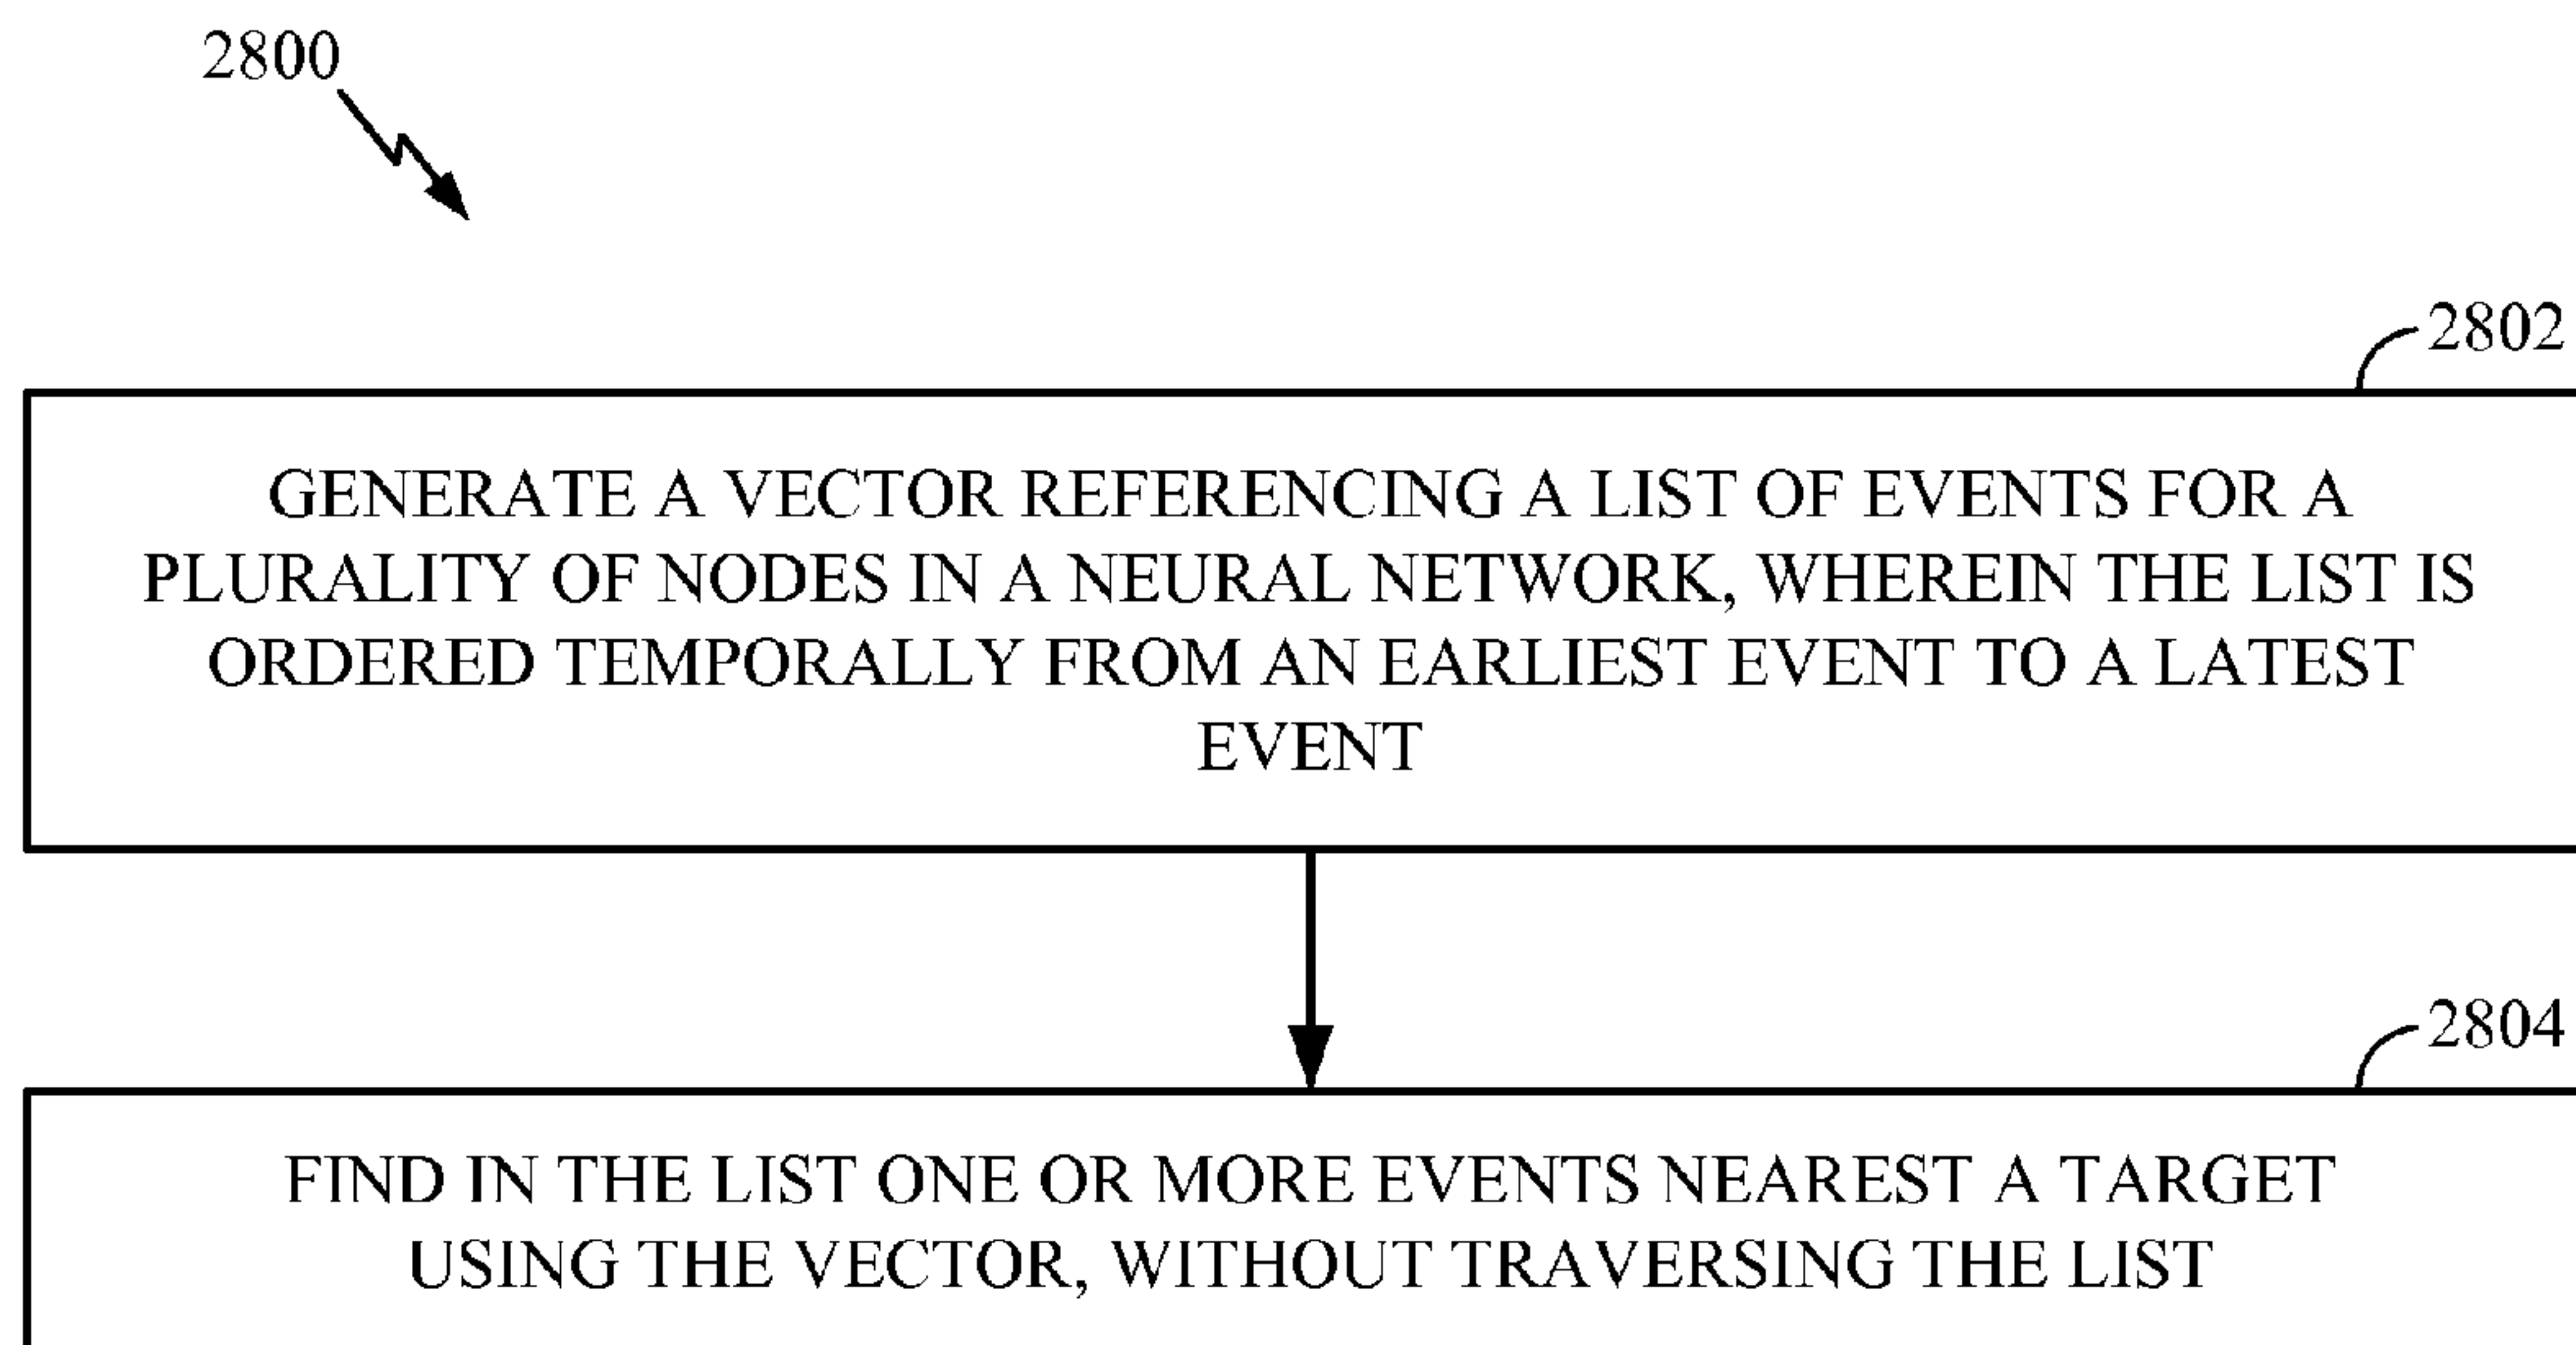 2800
2802
GENERATE A VECTOR REFERENCING A LIST OF EVENTS FOR A
PLURALITY OF NODES IN A NEURAL NETWORK, WHEREIN THE LIST IS
ORDERED TEMPORALLY FROM AN EARLIEST EVENT TO A LATEST
EVENT
2804
FIND IN THE LIST ONE OR MORE EVENTS NEAREST A TARGET
USING THE VECTOR, WITHOUT TRAVERSING THE LIST